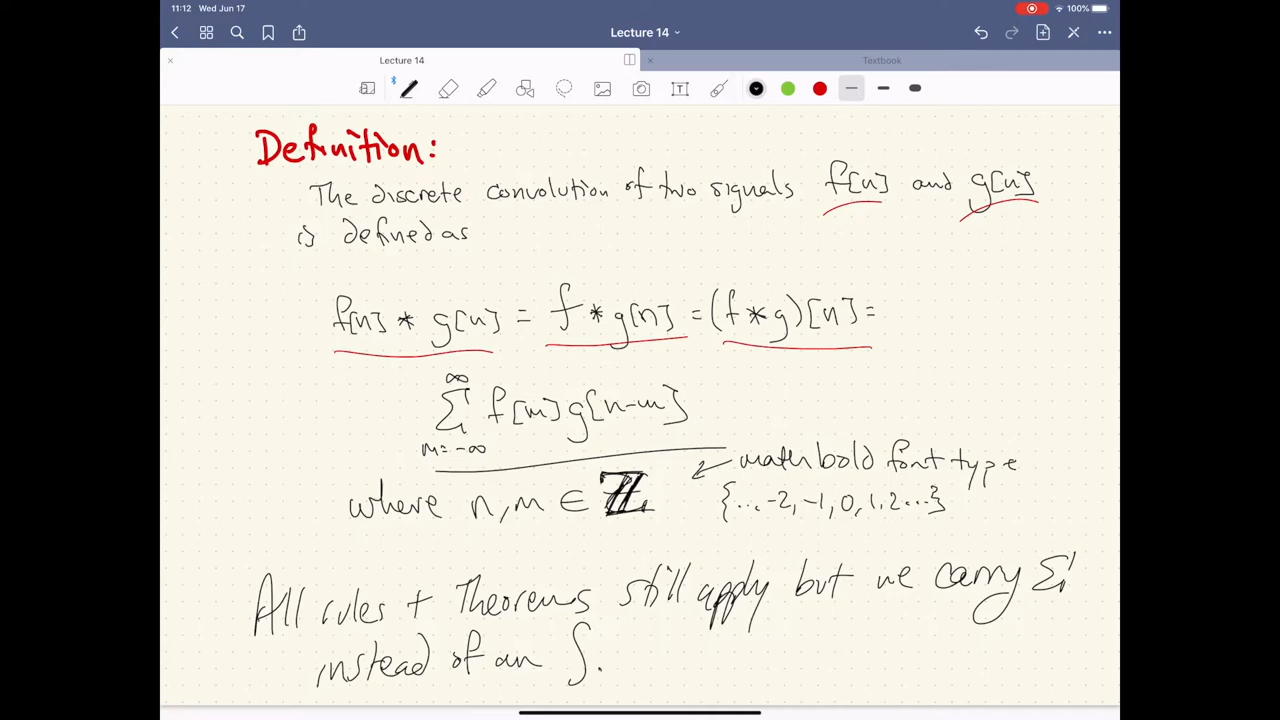 11:12 Wed Jun 17
100%
Lecture 14
Lecture 14
Textbook
T
Definition:
The discrete convolution of two signals f[n] and g[n]
is defined as
f[n] * g[n] = f * g[n] = (f * g)[n] =
∞
∑ f[m]g[n-m]
m=-∞
math bold font type
where n,m ∈ ℤ {...-2,-1,0,1,2...}
All rules + Theorems still apply but we carry ∑
instead of an ∫.